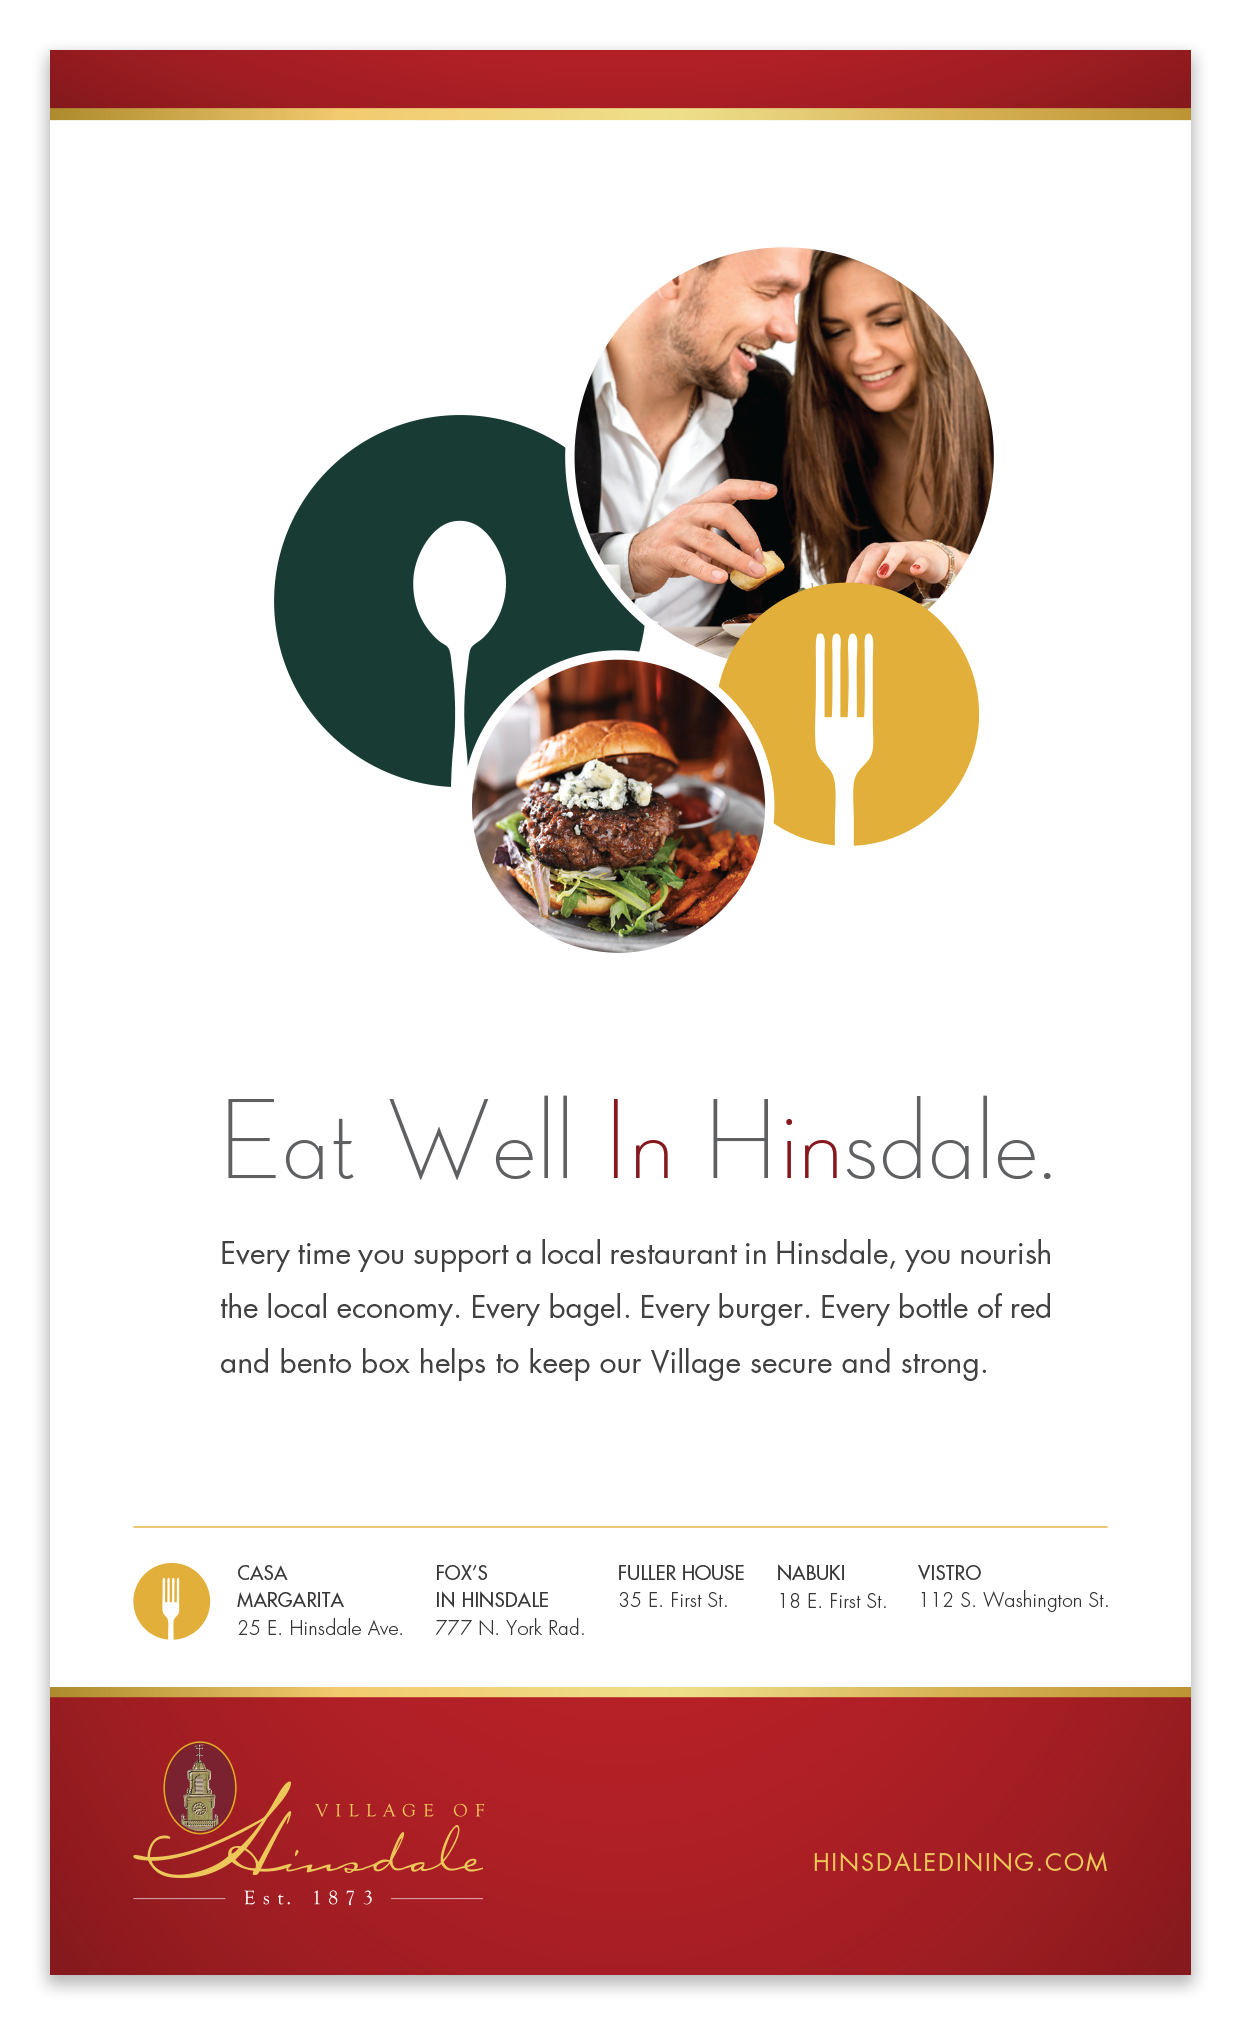 Eat Well In Hinsdale.
Every time you support a local restaurant in Hinsdale, you nourish
the local economy. Every bagel. Every burger. Every bottle of red
and bento box helps to keep our Village secure and strong.
CASA
MARGARITA
25 E. Hinsdale Ave.
FOX'S
IN HINSDALE
777 N. York Rad.
FULLER HOUSE
35 E. First St.
NABUKI
18 E. First St.
VISTRO
112 S. Washington St.
VILLAGE OF
Hinsdale
Est. 1873
HINSDALEDINING.COM